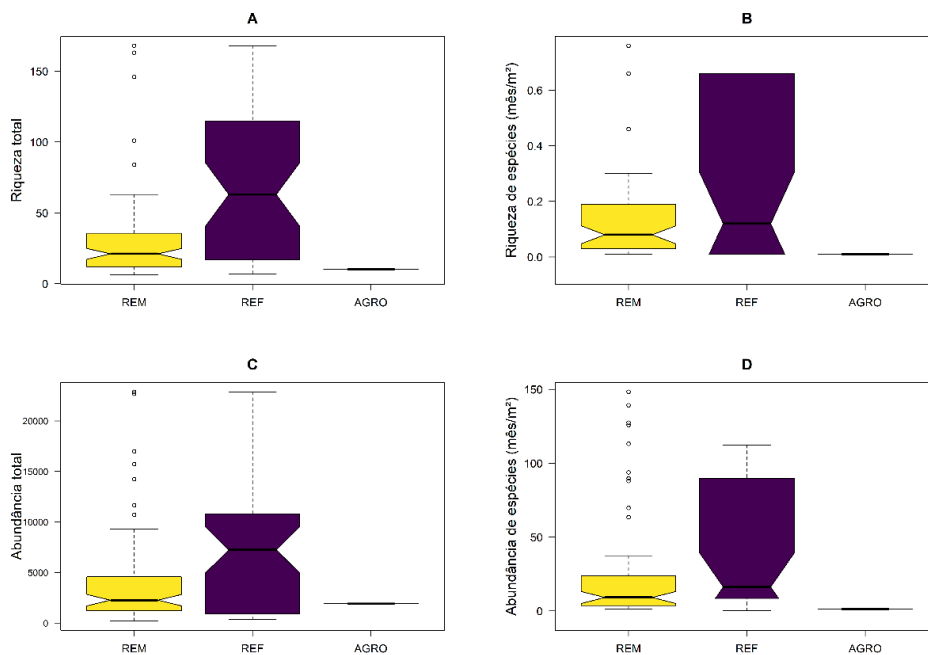 A
Riqueza total
150
100
50
0
REM REF AGRO
B
Riqueza de espécies (mês/m²)
0.6
0.4
0.2
0.0
REM REF AGRO
C
Abundância total
20000
15000
10000
5000
0
REM REF AGRO
D
Abundância de espécies (mês/m²)
150
100
50
0
REM REF AGRO